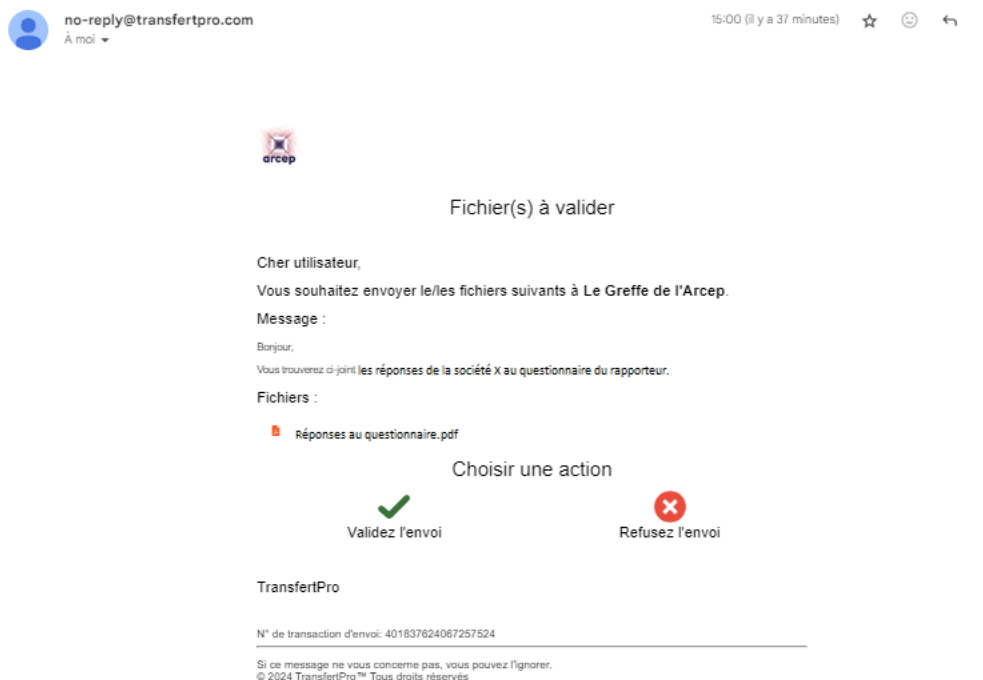 no-reply@transfertpro.com
15:00 (il y a 37 minutes)
À moi
arcep
Fichier(s) à valider
Cher utilisateur,
Vous souhaitez envoyer le/les fichiers suivants à Le Greffe de l'Arcep.
Message :
Bonjour,
Vous trouverez ci-joint les réponses de la société X au questionnaire du rapporteur.
Fichiers :
Réponses au questionnaire.pdf
Choisir une action
Validez l'envoi
Refusez l'envoi
TransfertPro
N° de transaction d'envoi: 401837624067257524
Si ce message ne vous concerne pas, vous pouvez l'ignorer.
© 2024 TransfertPro™ Tous droits réservés